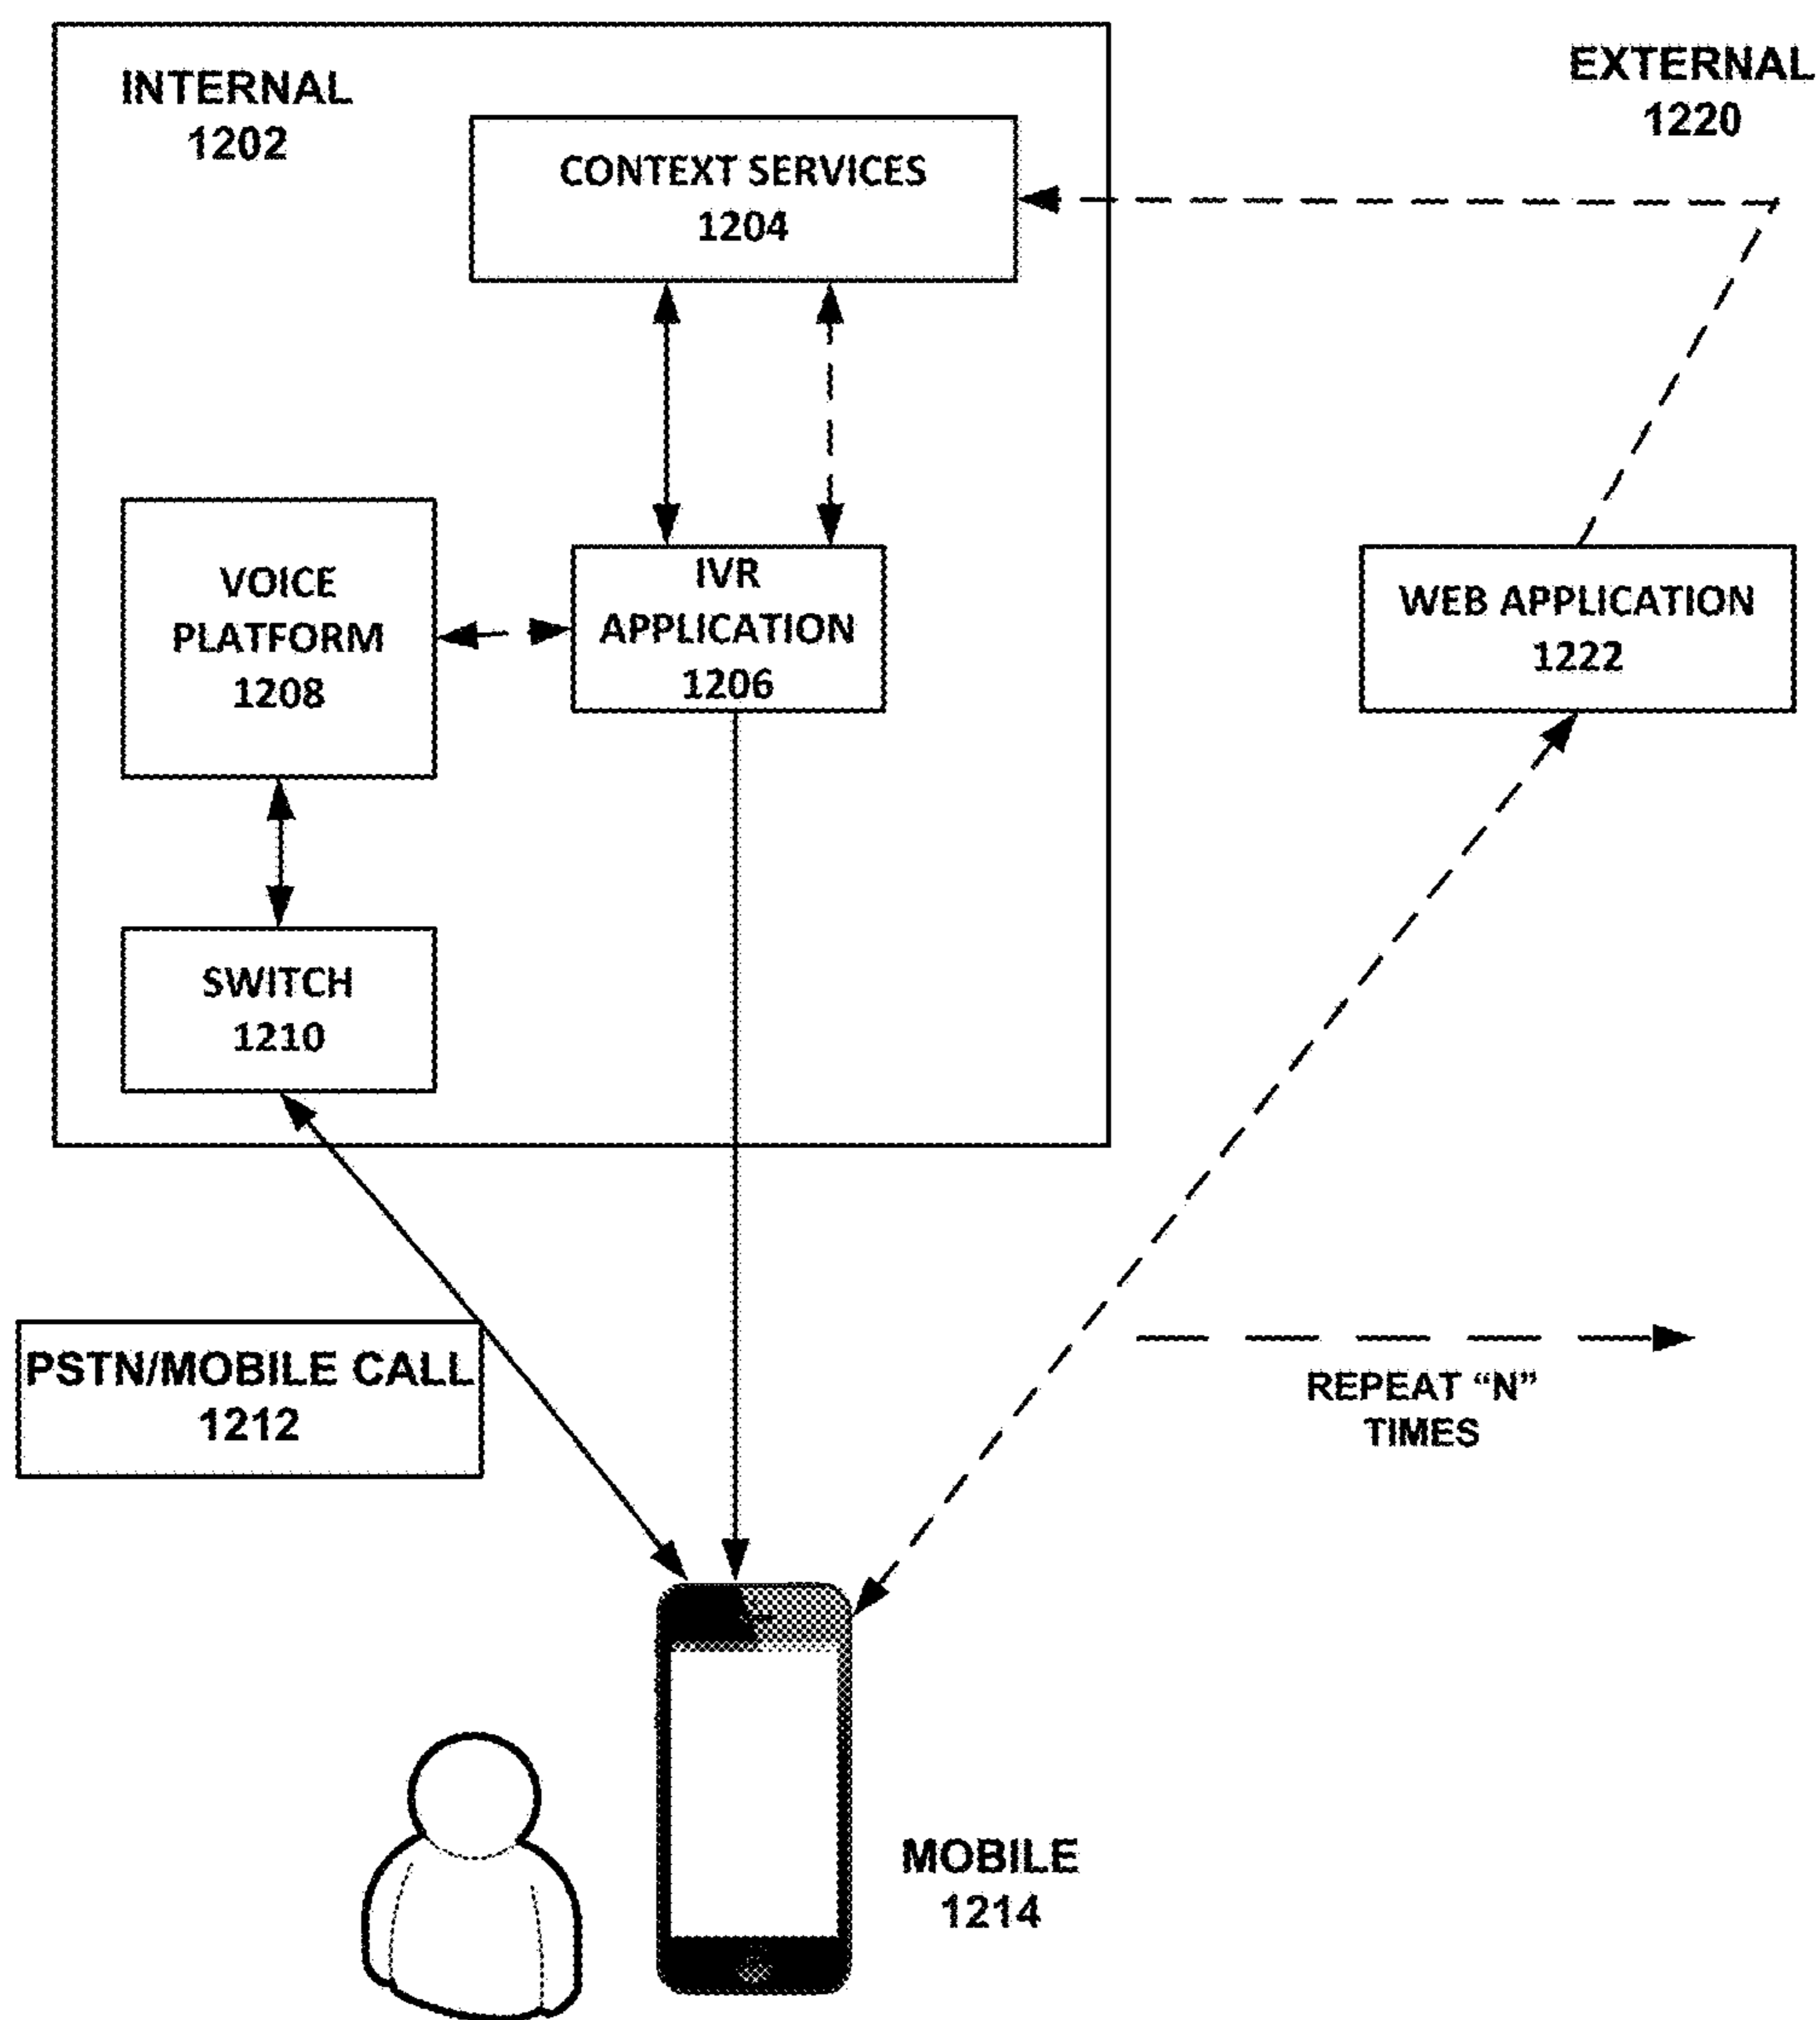 INTERNAL
1202
EXTERNAL
1220
CONTEXT SERVICES
1204
VOICE
PLATFORM
1208
IVR
APPLICATION
1206
WEB APPLICATION
1222
SWITCH
1210
PSTN/MOBILE CALL
1212
REPEAT “N”
TIMES
MOBILE
1214